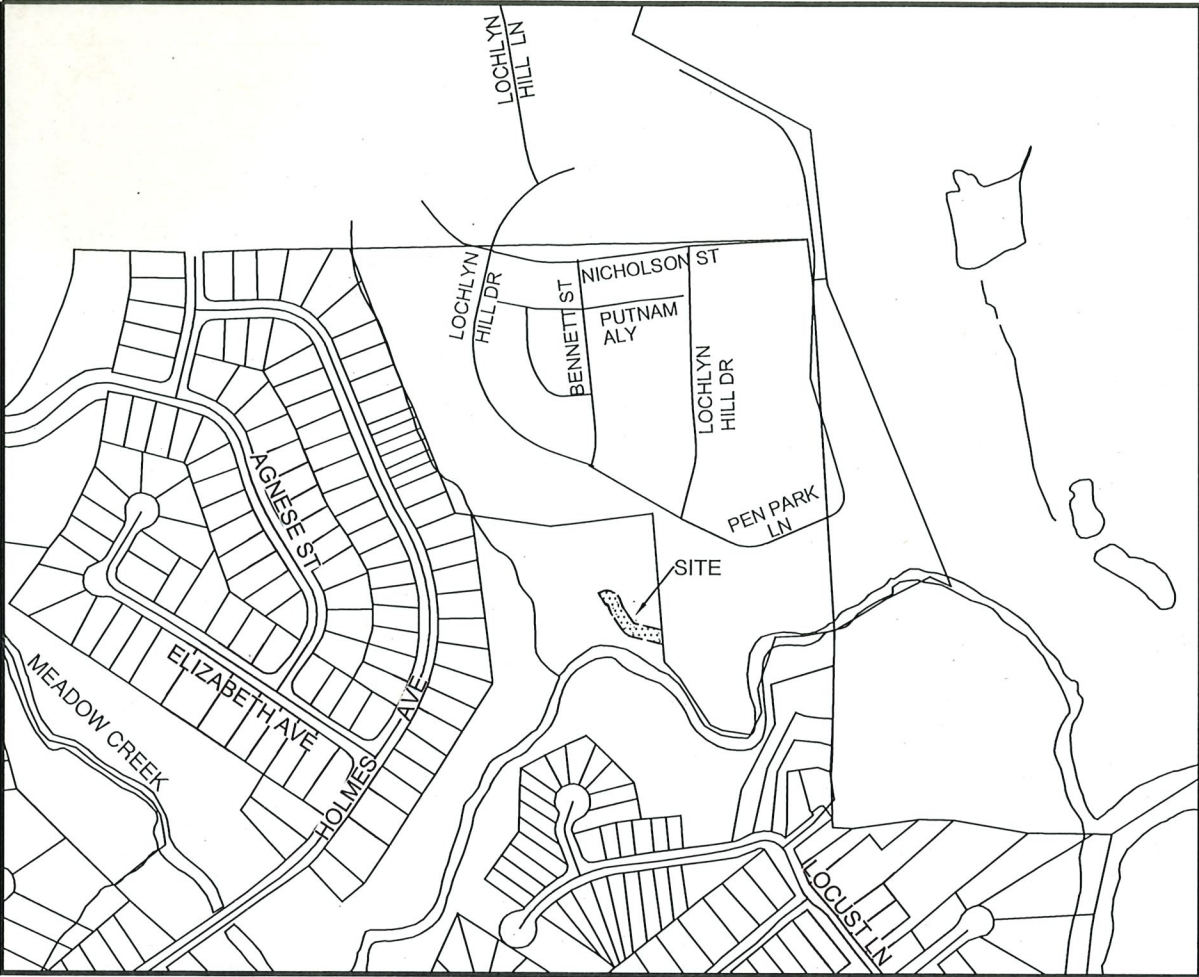 LOCHLYN
HILL LN
LOCHLYN
HILL DR
NICHOLSON ST
BENNETT ST
PUTNAM
ALY
LOCHLYN
HILL DR
AGNESE ST
PEN PARK
LN
SITE
ELIZABETH AVE
MEADOW CREEK
HOLMES AVE
LOCUST LN